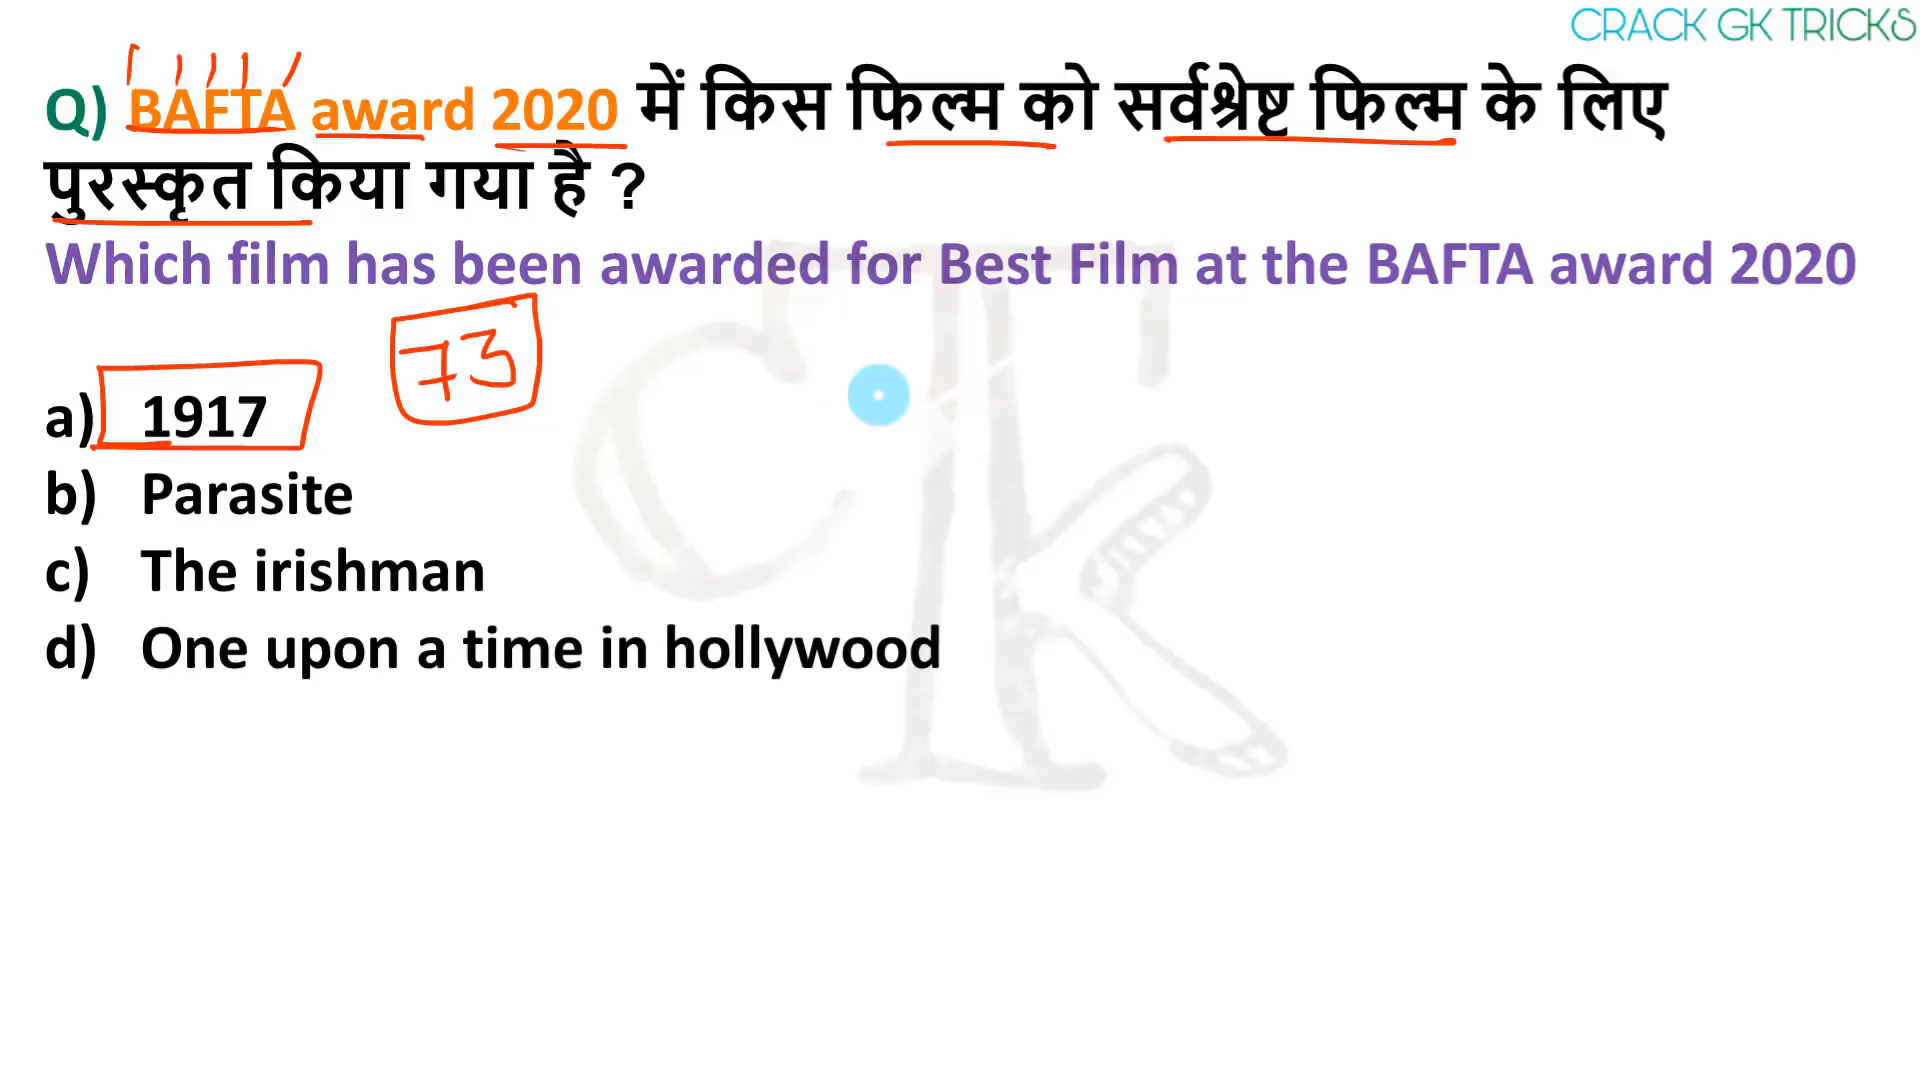 CRACK GK TRICKS
Q) BAFTA award 2020 में किस फिल्म को सर्वश्रेष्ट फिल्म के लिए
पुरस्कृत किया गया है ?
Which film has been awarded for Best Film at the BAFTA award 2020
73
a) 1917
b) Parasite
c) The irishman
d) One upon a time in hollywood